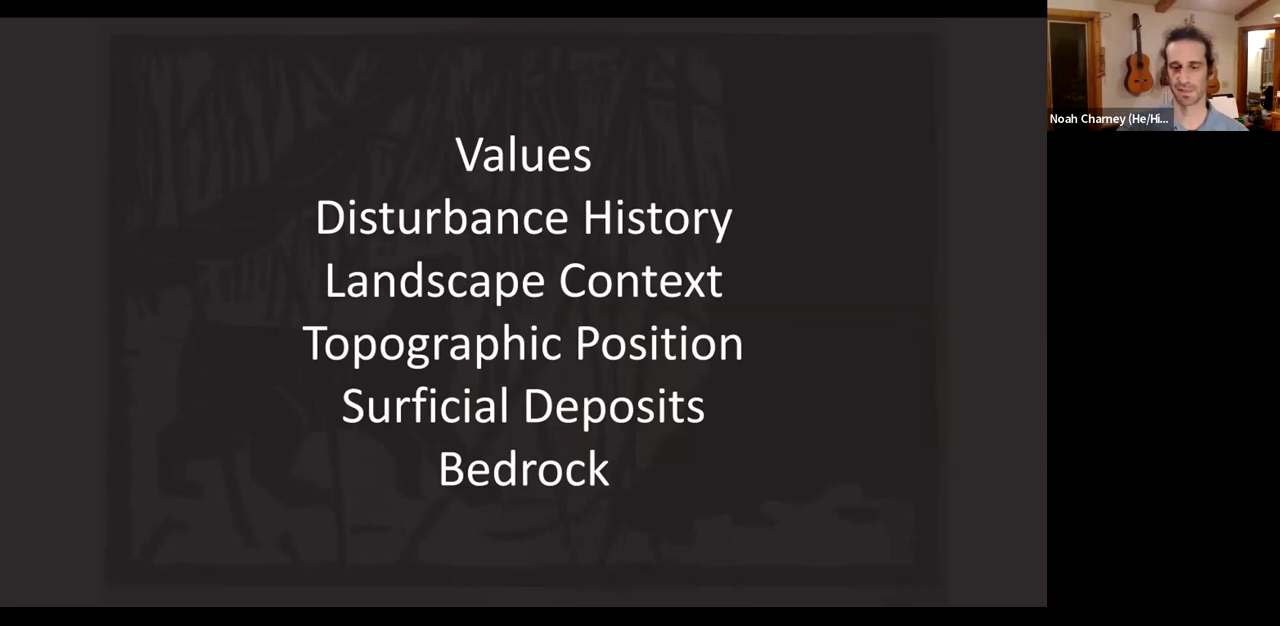 Values
Disturbance History
Landscape Context
Topographic Position
Surficial Deposits
Bedrock
Noah Charney (He/Hi...